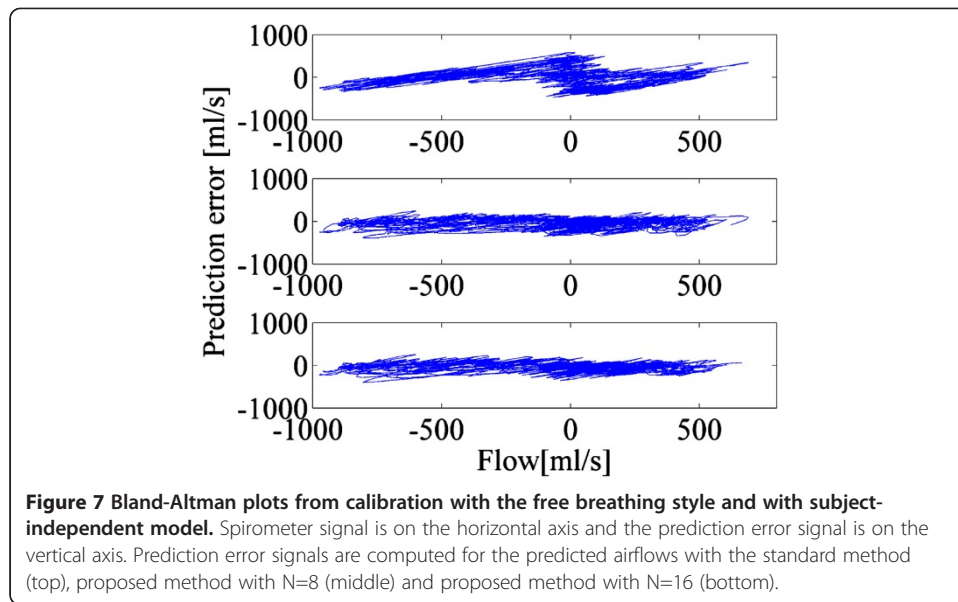 1000
0
-1000
-1000 -500 0 500
1000
0
-1000
-1000 -500 0 500
1000
0
-1000
-1000 -500 0 500
Prediction error [ml/s]
Flow[ml/s]
Figure 7 Bland-Altman plots from calibration with the free breathing style and with subject-
independent model. Spirometer signal is on the horizontal axis and the prediction error signal is on the
vertical axis. Prediction error signals are computed for the predicted airflows with the standard method
(top), proposed method with N=8 (middle) and proposed method with N=16 (bottom).